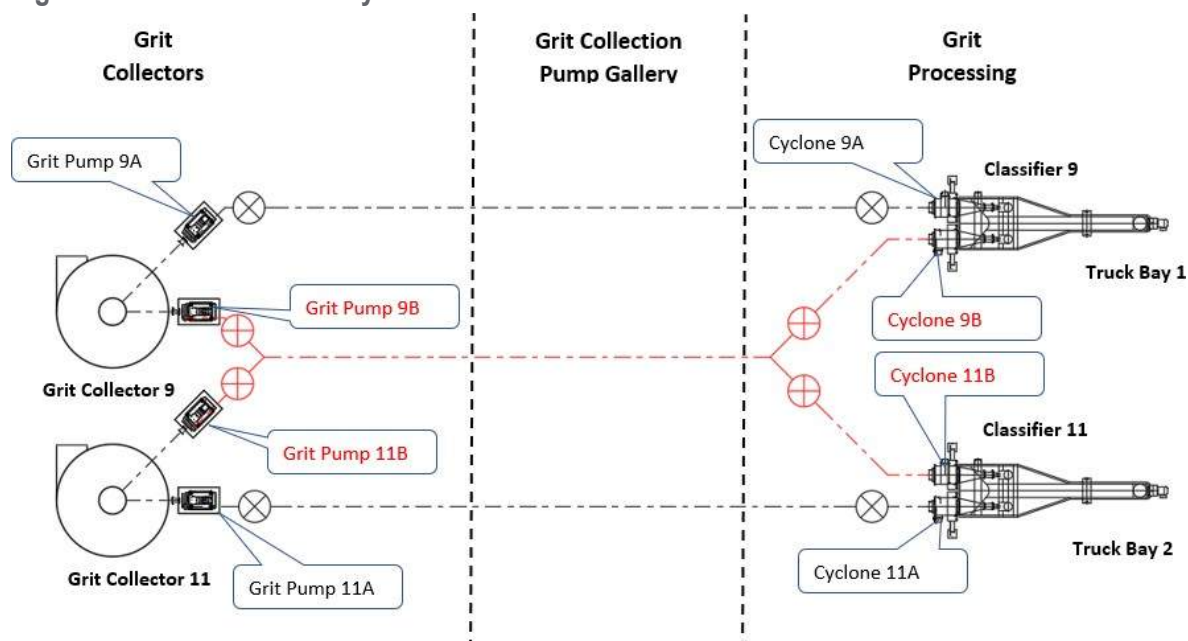 Grit
Collectors
Grit Collection
Pump Gallery
Grit
Processing
Grit Pump 9A
Cyclone 9A
Classifier 9
Truck Bay 1
Grit Pump 9B
Cyclone 9B
Grit Collector 9
Cyclone 11B
Classifier 11
Grit Pump 11B
Truck Bay 2
Grit Collector 11
Grit Pump 11A
Cyclone 11A